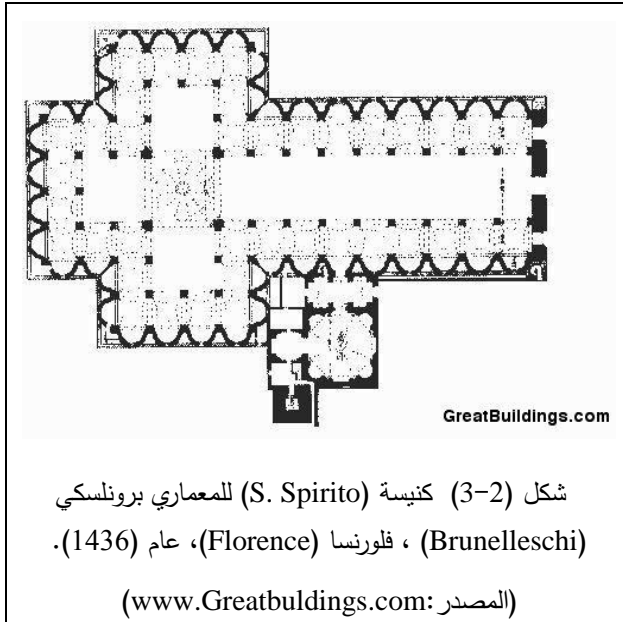 GreatBuildings.com
شكل (2-3) كنيسة (S. Spirito) للمعماري برونلسكي
(Brunelleschi) ، فلورنسا (Florence)، عام (1436).
(المصدر:www.Greatbuldings.com)